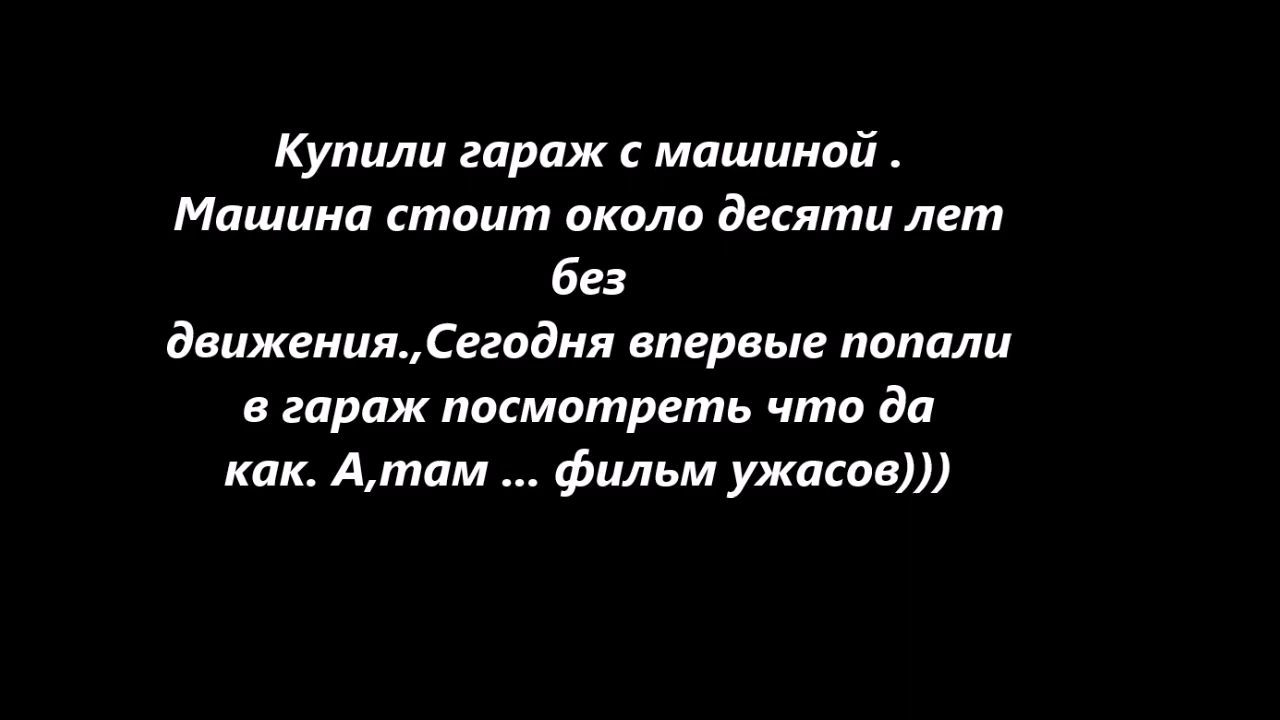 Купили гараж с машиной .
Машина стоит около десяти лет
без
движения.,Сегодня впервые попали
в гараж посмотреть что да
как. А,там ... фильм ужасов)))